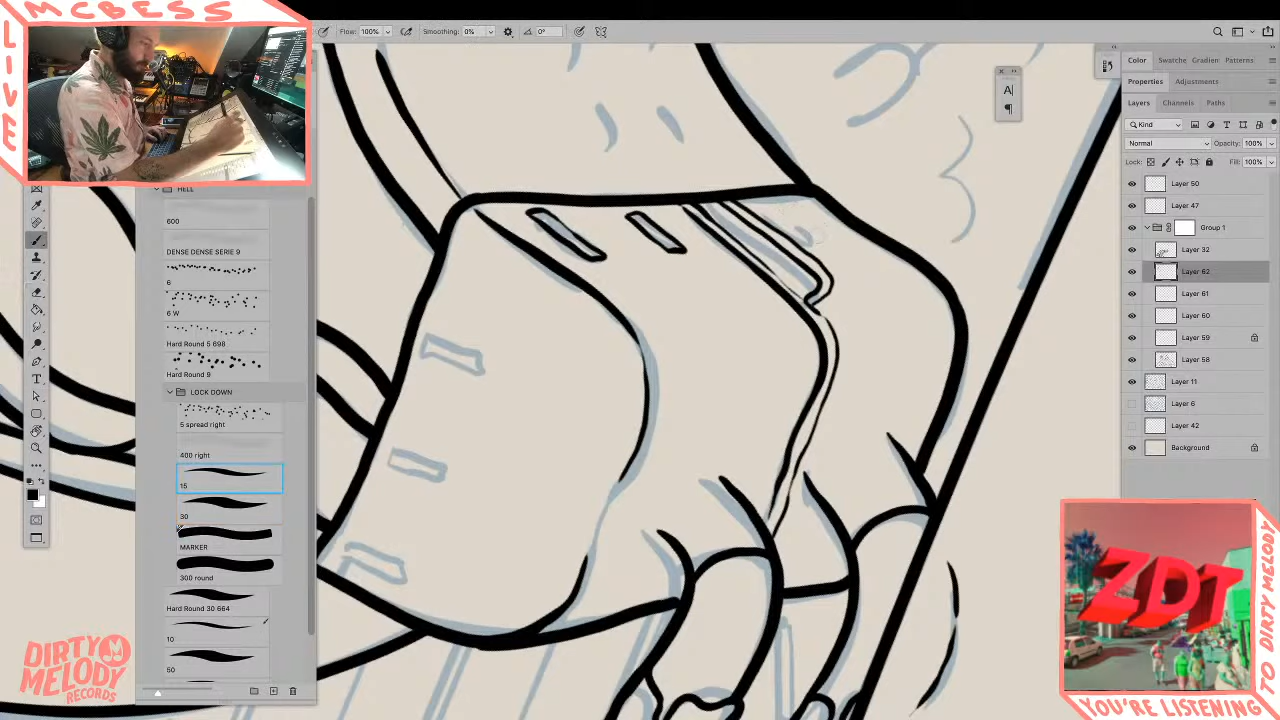 MCBESS
LIVE
Flow: 100%
Smoothing: 0%
0°
HELL
600
DENSE DENSE SERIE 9
6
6 W
Hard Round 5 698
Hard Round 9
LOCK DOWN
5 spread right
400 right
15
30
MARKER
300 round
Hard Round 30 664
10
50
A|
¶
Color
Swatche
Gradien
Patterns
Properties
Adjustments
Layers
Channels
Paths
Kind
Normal
Opacity: 100%
Lock:
Fill: 100%
Layer 50
Layer 47
Group 1
Layer 32
Layer 62
Layer 61
Layer 60
Layer 59
Layer 58
Layer 11
Layer 6
Layer 42
Background
DIRTY
MELODY
RECORDS
ZDT
YOU'RE LISTENING
TO DIRTY MELODY